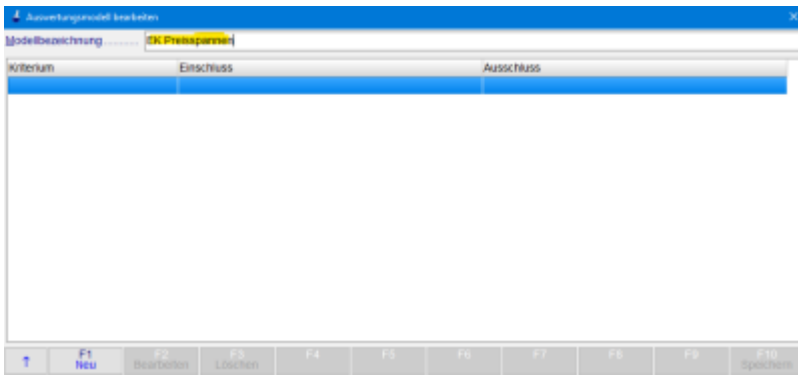 Auswertungsmodell bearbeiten
Modellbezeichnung......... EK Preisspannen
Kriterium Einschluss Ausschluss
↑ F1 F2 F3 F4 F5 F6 F7 F8 F9 F10
Neu Bearbeiten Löschen Speichern